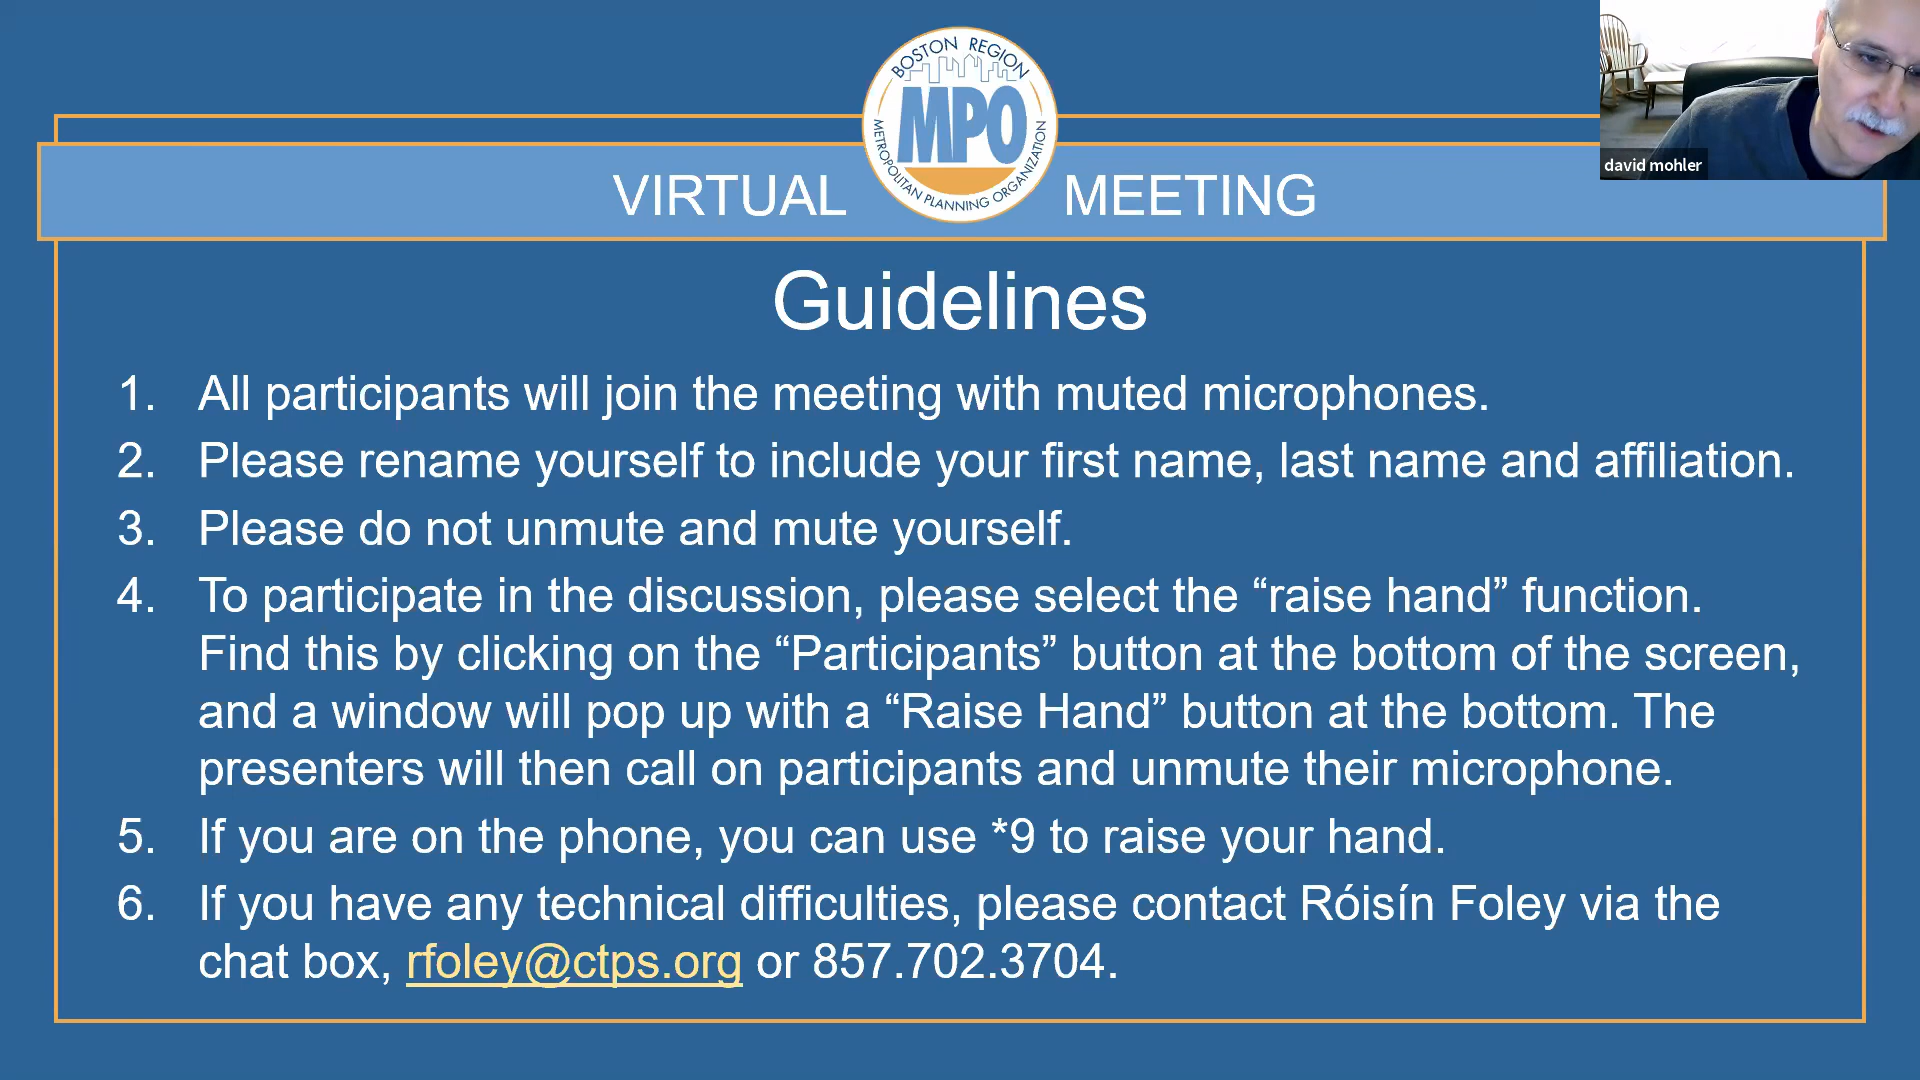 BOSTON REGION
MPO
METROPOLITAN PLANNING ORGANIZATION
VIRTUAL MEETING
david mohler
Guidelines
1. All participants will join the meeting with muted microphones.
2. Please rename yourself to include your first name, last name and affiliation.
3. Please do not unmute and mute yourself.
4. To participate in the discussion, please select the “raise hand” function.
Find this by clicking on the “Participants” button at the bottom of the screen,
and a window will pop up with a “Raise Hand” button at the bottom. The
presenters will then call on participants and unmute their microphone.
5. If you are on the phone, you can use *9 to raise your hand.
6. If you have any technical difficulties, please contact Róisín Foley via the
chat box, rfoley@ctps.org or 857.702.3704.